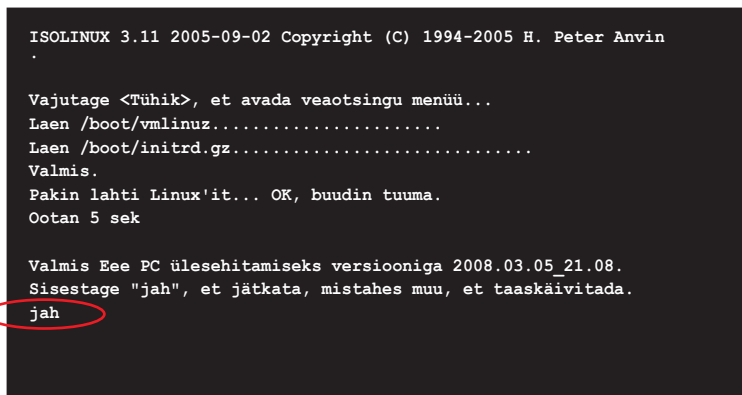 ISOLINUX 3.11 2005-09-02 Copyright (C) 1994-2005 H. Peter Anvin
.
Vajutage <Tühik>, et avada veaotsingu menüü...
Laen /boot/vmlinuz.......................
Laen /boot/initrd.gz..............................
Valmis.
Pakin lahti Linux'it... OK, buudin tuuma.
Ootan 5 sek
Valmis Eee PC ülesehitamiseks versiooniga 2008.03.05_21.08.
Sisestage "jah", et jätkata, mistahes muu, et taaskäivitada.
jah